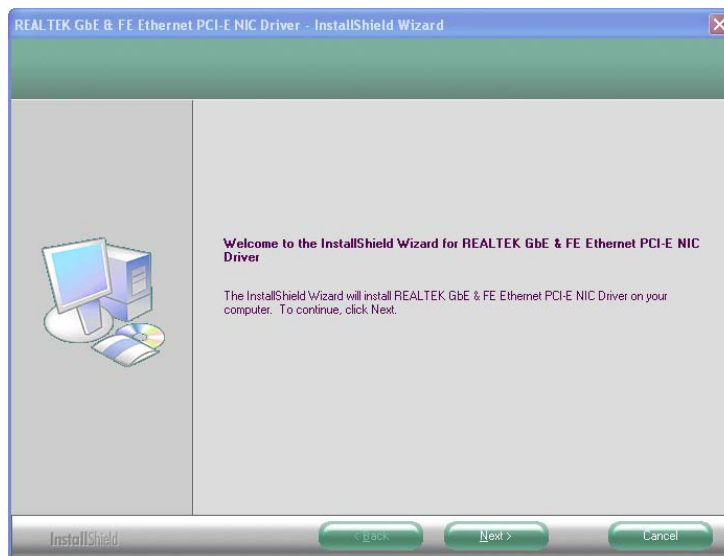 REALTEK GbE & FE Ethernet PCI-E NIC Driver - InstallShield Wizard
Welcome to the InstallShield Wizard for REALTEK GbE & FE Ethernet PCI-E NIC
Driver
The InstallShield Wizard will install REALTEK GbE & FE Ethernet PCI-E NIC Driver on your
computer. To continue, click Next.
InstallShield
< Back
Next >
Cancel